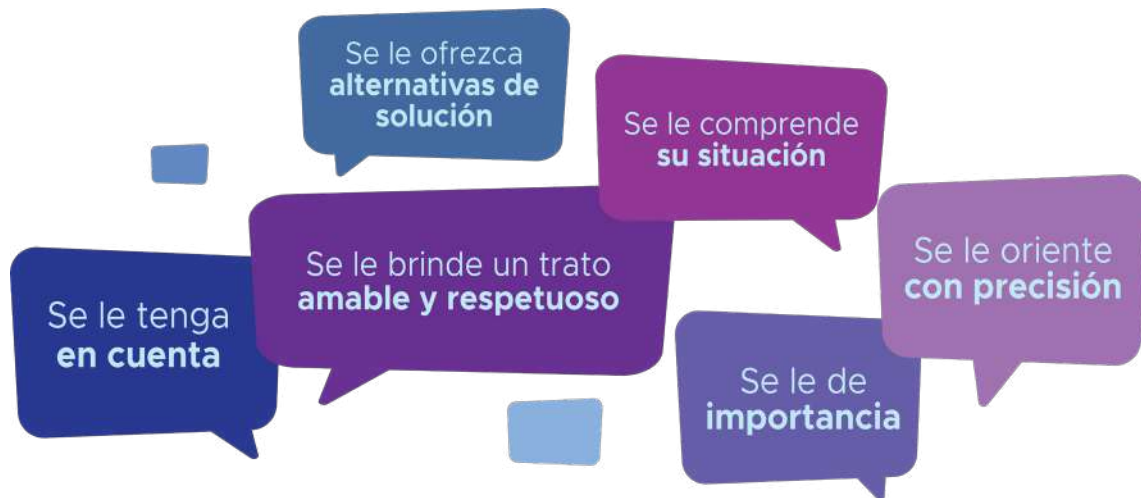 Se le ofrezca
alternativas de
solución
Se le comprende
su situación
Se le brinde un trato
amable y respetuoso
Se le oriente
con precisión
Se le tenga
en cuenta
Se le de
importancia